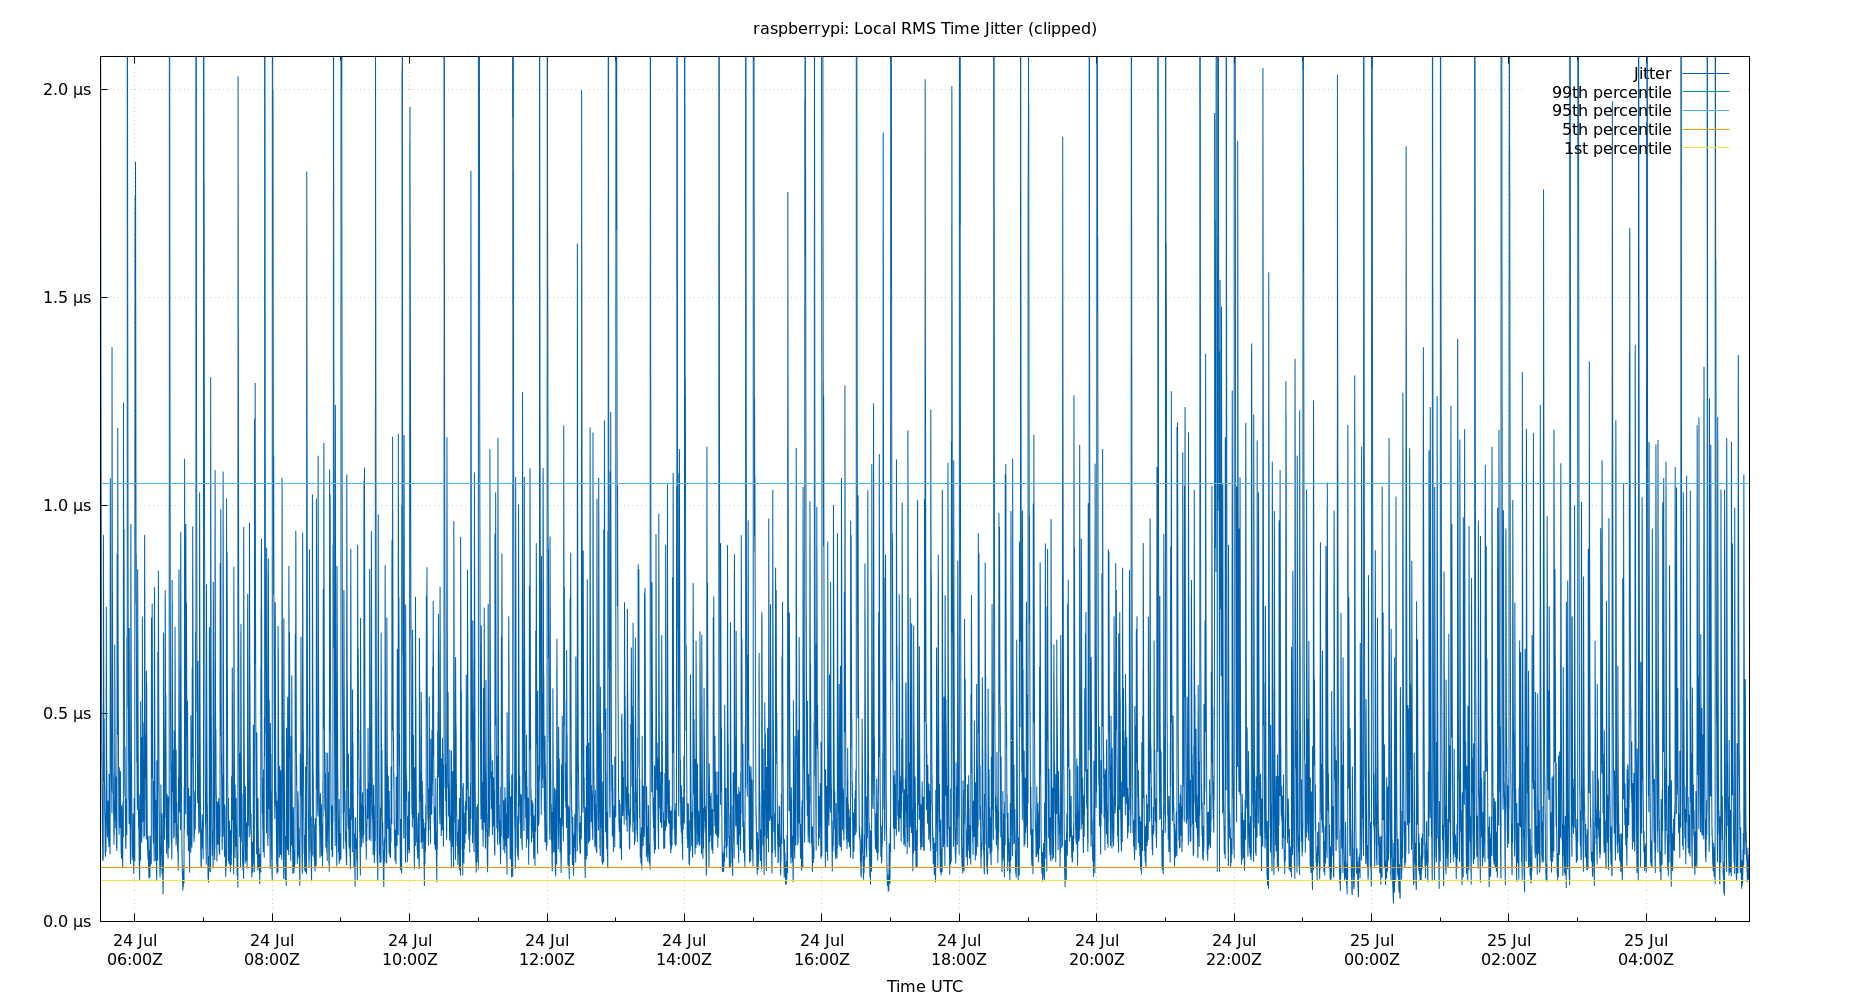 raspberrypi: Local RMS Time Jitter (clipped)
Jitter
99th percentile
95th percentile
5th percentile
1st percentile
2.0 µs
1.5 µs
1.0 µs
0.5 µs
0.0 µs
24 Jul 24 Jul 24 Jul 24 Jul 24 Jul 24 Jul 24 Jul 24 Jul 24 Jul 25 Jul 25 Jul 25 Jul
06:00Z 08:00Z 10:00Z 12:00Z 14:00Z 16:00Z 18:00Z 20:00Z 22:00Z 00:00Z 02:00Z 04:00Z
Time UTC